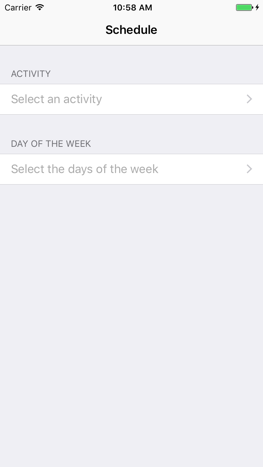 Carrier 10:58 AM
Schedule
ACTIVITY
Select an activity
DAY OF THE WEEK
Select the days of the week